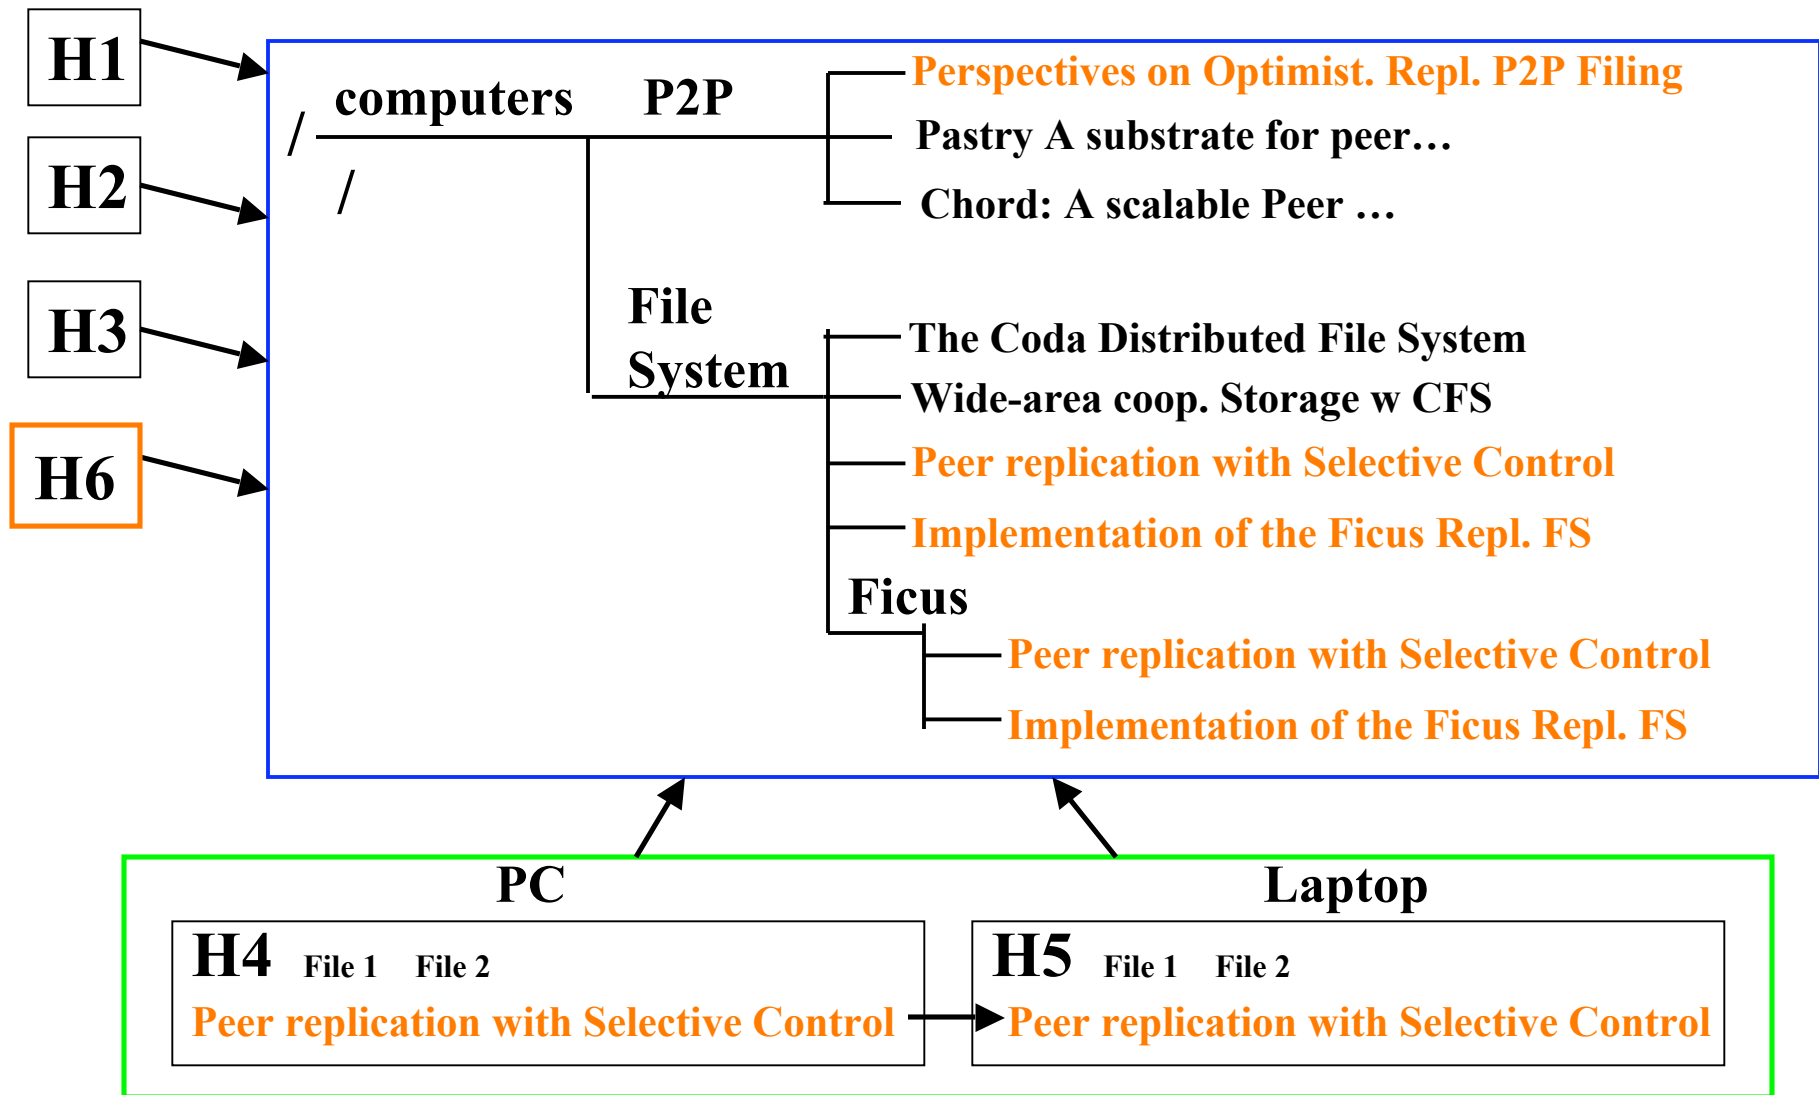 H1
H2
H3
H6
/ computers P2P
/
Perspectives on Optimist. Repl. P2P Filing
Pastry A substrate for peer…
Chord: A scalable Peer …
File
System
The Coda Distributed File System
Wide-area coop. Storage w CFS
Peer replication with Selective Control
Implementation of the Ficus Repl. FS
Ficus
Peer replication with Selective Control
Implementation of the Ficus Repl. FS
PC
H4 File 1 File 2
Peer replication with Selective Control
Laptop
H5 File 1 File 2
Peer replication with Selective Control